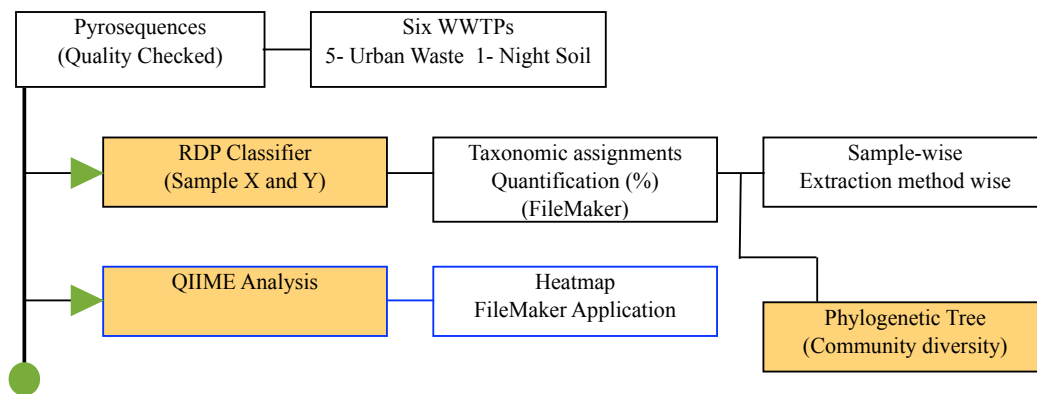 Pyrosequences
(Quality Checked)
Six WWTPs
5- Urban Waste 1- Night Soil
RDP Classifier
(Sample X and Y)
Taxonomic assignments
Quantification (%)
(FileMaker)
Sample-wise
Extraction method wise
QIIME Analysis
Heatmap
FileMaker Application
Phylogenetic Tree
(Community diversity)